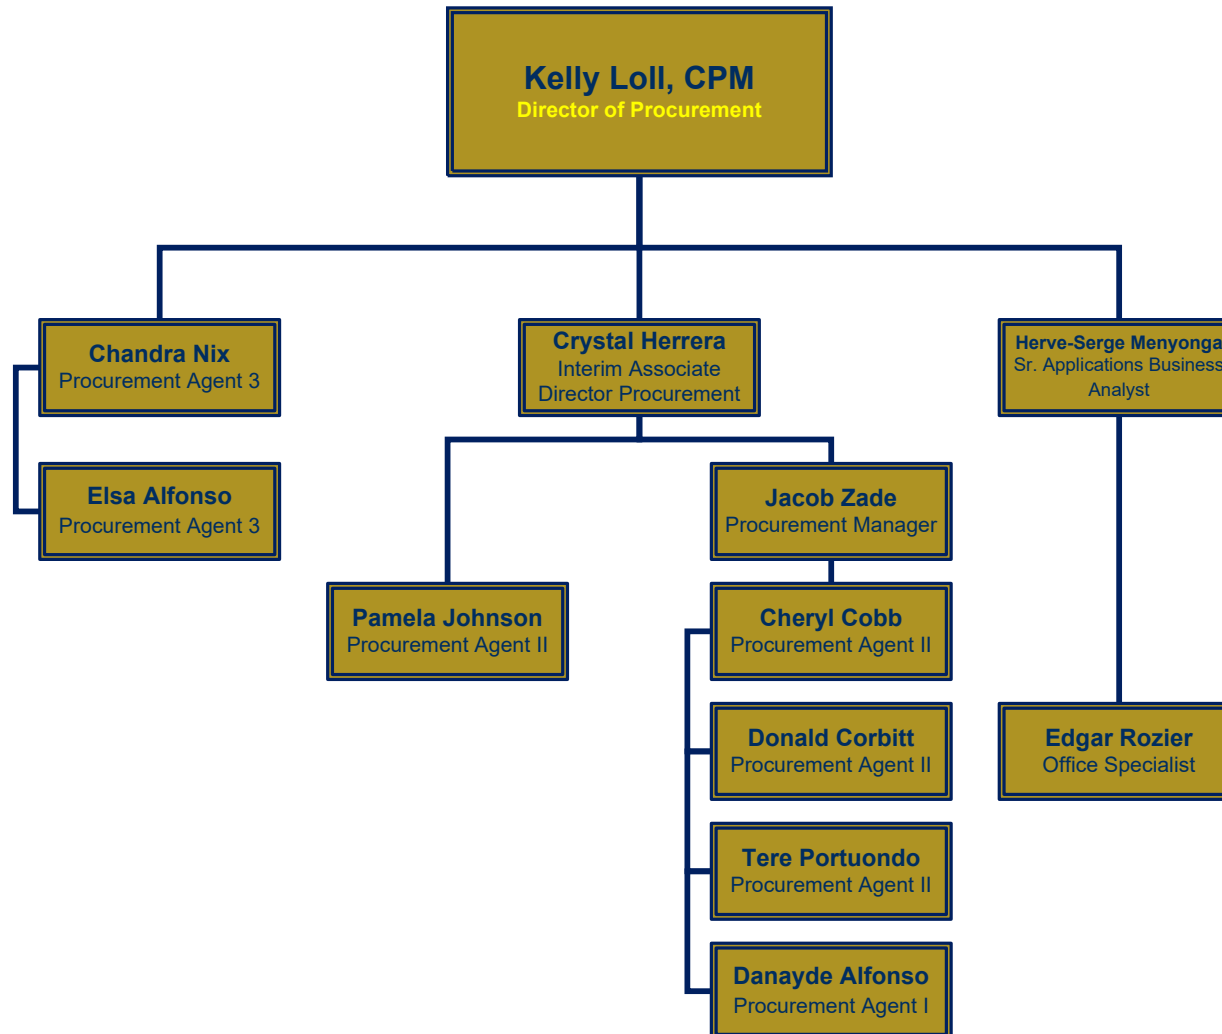 Kelly Loll, CPM
Director of Procurement
Chandra Nix
Procurement Agent 3
Crystal Herrera
Interim Associate
Director Procurement
Herve-Serge Menyonga
Sr. Applications Business
Analyst
Elsa Alfonso
Procurement Agent 3
Jacob Zade
Procurement Manager
Pamela Johnson
Procurement Agent II
Cheryl Cobb
Procurement Agent II
Donald Corbitt
Procurement Agent II
Edgar Rozier
Office Specialist
Tere Portuondo
Procurement Agent II
Danayde Alfonso
Procurement Agent I